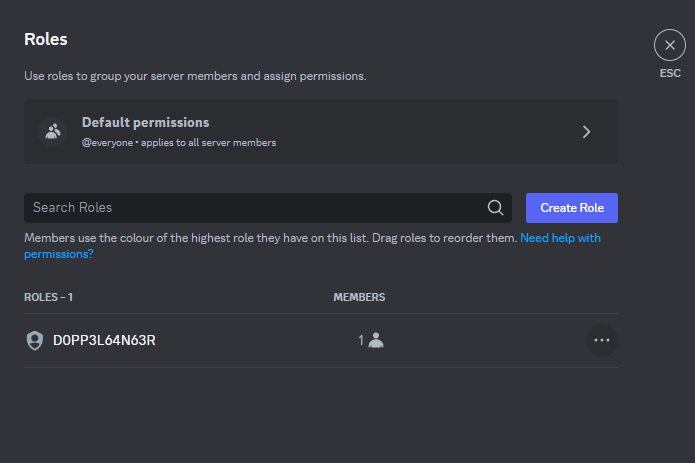 Roles
ESC
Use roles to group your server members and assign permissions.
Default permissions
@everyone • applies to all server members
Search Roles
Create Role
Members use the colour of the highest role they have on this list. Drag roles to reorder them. Need help with
permissions?
ROLES – 1 MEMBERS
D0PP3L64N63R 1